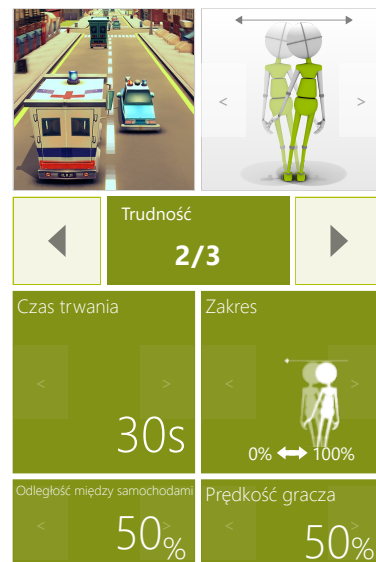 Trudność
2/3
Czas trwania
Zakres
30s
0% 100%
Odległość między samochodami
Prędkość gracza
50%
50%